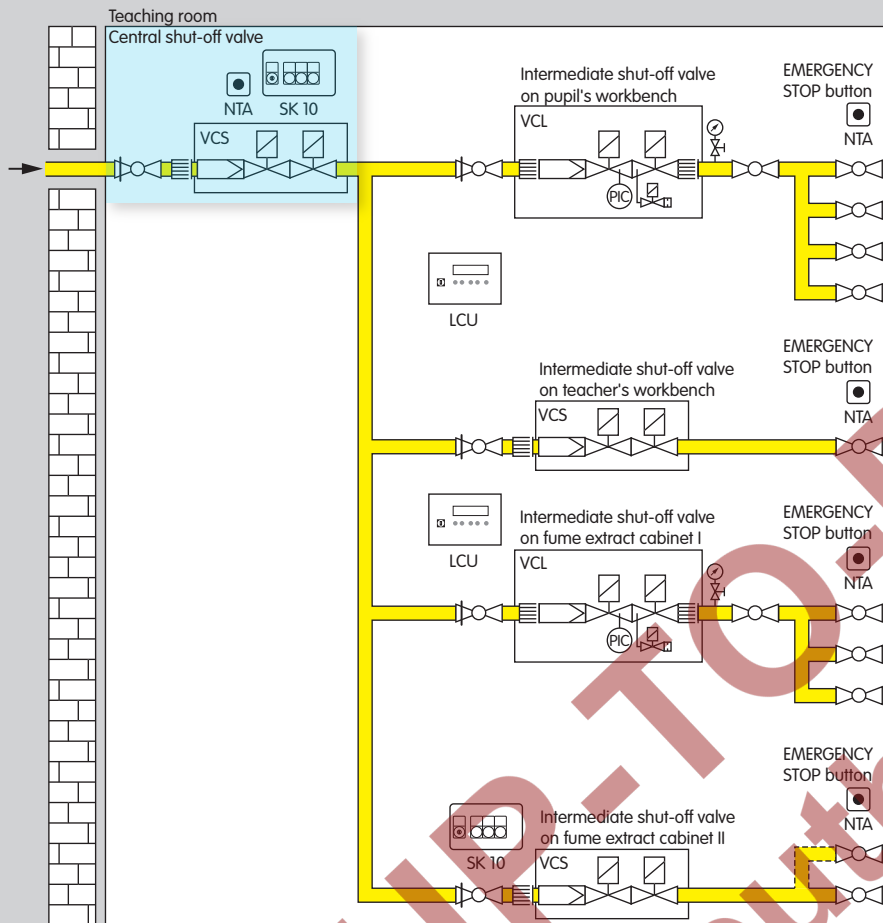 Teaching room
Central shut-off valve
NTA
SK 10
VCS
Intermediate shut-off valve
on pupil's workbench
VCL
PIC
EMERGENCY
STOP button
NTA
LCU
Intermediate shut-off valve
on teacher's workbench
VCS
EMERGENCY
STOP button
NTA
LCU
Intermediate shut-off valve
on fume extract cabinet I
VCL
PIC
EMERGENCY
STOP button
NTA
SK 10
Intermediate shut-off valve
on fume extract cabinet II
VCS
EMERGENCY
STOP button
NTA
UP-TO-